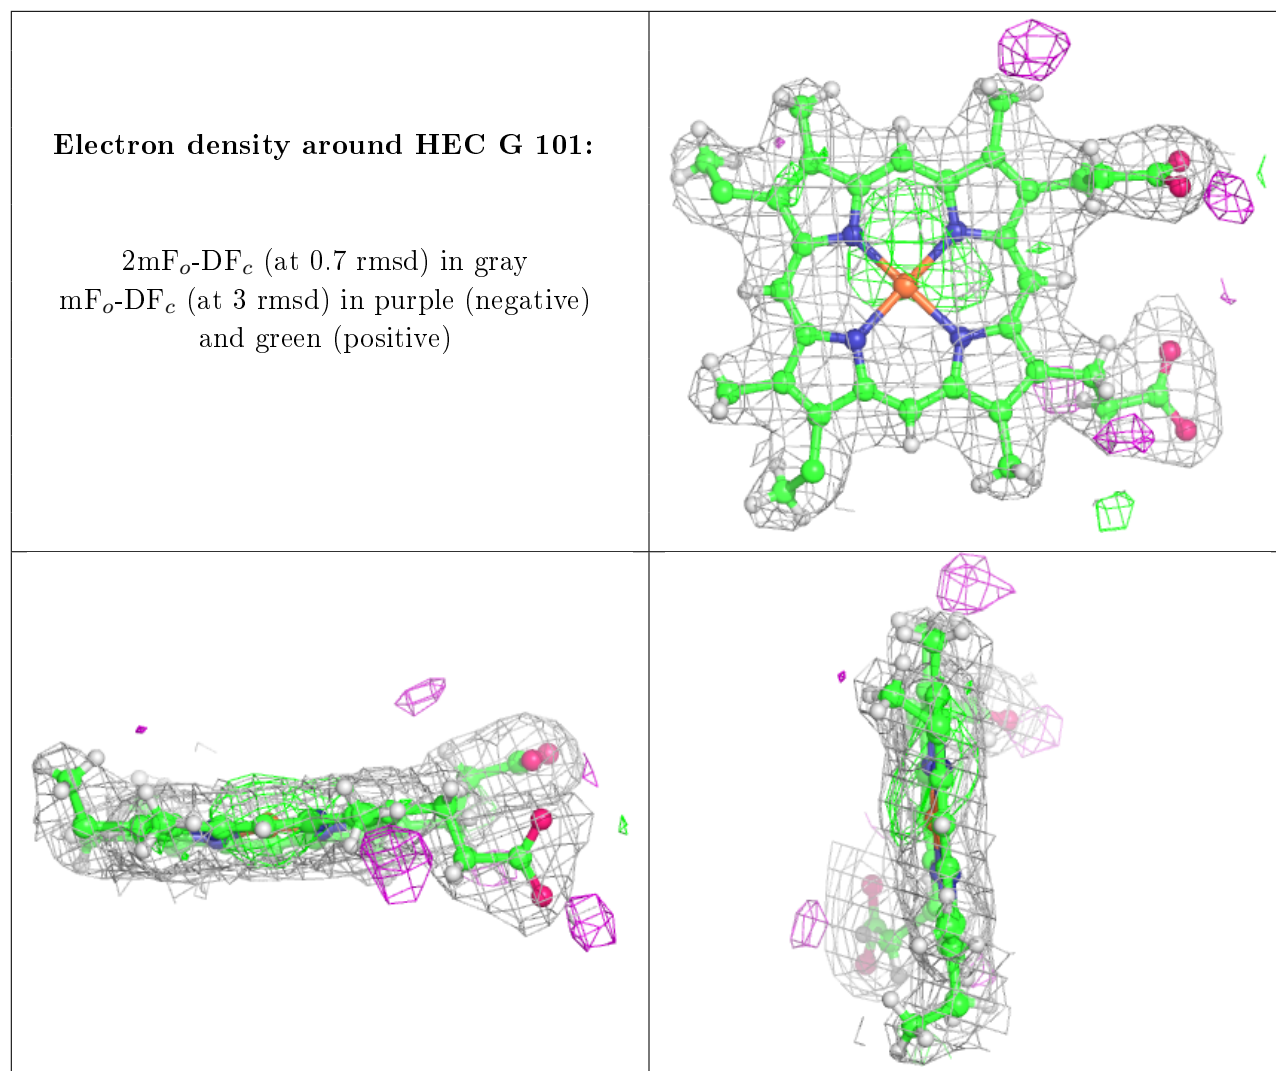 Electron density around HEC G 101:
2mFo-DFc (at 0.7 rmsd) in gray
mFo-DFc (at 3 rmsd) in purple (negative)
and green (positive)